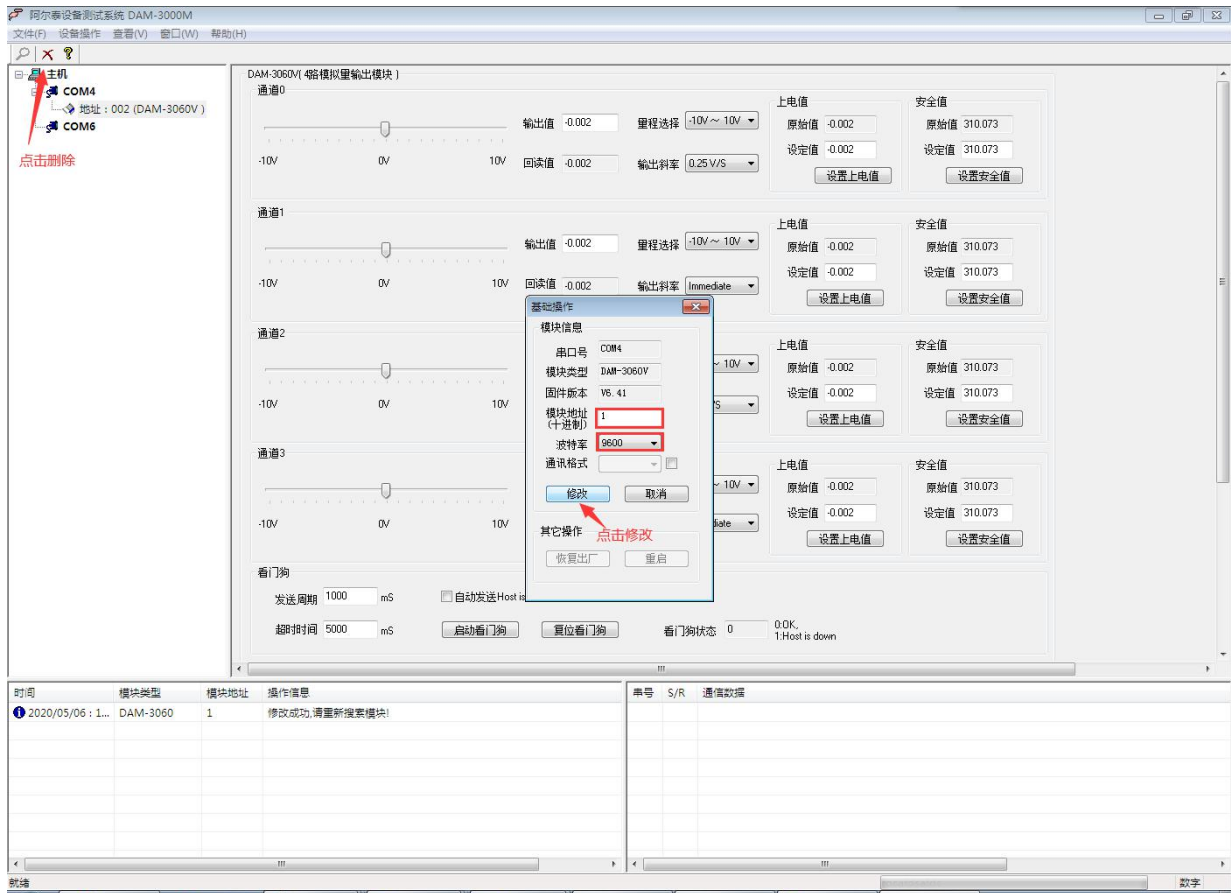 阿尔泰设备测试系统 DAM-3000M
文件(F) 设备操作 查看(V) 窗口(W) 帮助(H)
主机
COM4
地址：002 (DAM-3060V )
COM6
点击删除
DAM-3060V( 4路模拟量输出模块 )
通道0
-10V 0V 10V
输出值 -0.002
回读值 -0.002
量程选择 -10V～ 10V
输出斜率 0.25 V/S
上电值
原始值 -0.002
设定值 -0.002
设置上电值
安全值
原始值 310.073
设定值 310.073
设置安全值
通道1
-10V 0V 10V
输出值 -0.002
回读值 -0.002
量程选择 -10V～ 10V
输出斜率 Immediate
上电值
原始值 -0.002
设定值 -0.002
设置上电值
安全值
原始值 310.073
设定值 310.073
设置安全值
通道2
-10V 0V 10V
～ 10V
/S
上电值
原始值 -0.002
设定值 -0.002
设置上电值
安全值
原始值 310.073
设定值 310.073
设置安全值
通道3
-10V 0V 10V
～ 10V
diate
上电值
原始值 -0.002
设定值 -0.002
设置上电值
安全值
原始值 310.073
设定值 310.073
设置安全值
基础操作
模块信息
串口号 COM4
模块类型 DAM-3060V
固件版本 V6.41
模块地址 1
(十进制)
波特率 9600
通讯格式
修改 取消
点击修改
其它操作
恢复出厂 重启
看门狗
发送周期 1000 mS 自动发送Host is
超时时间 5000 mS 启动看门狗 复位看门狗 看门狗状态 0
0:OK,
1:Host is down
时间 模块类型 模块地址 操作信息
2020/05/06 : 1... DAM-3060 1 修改成功,请重新搜索模块!
串号 S/R 通信数据
就绪 数字